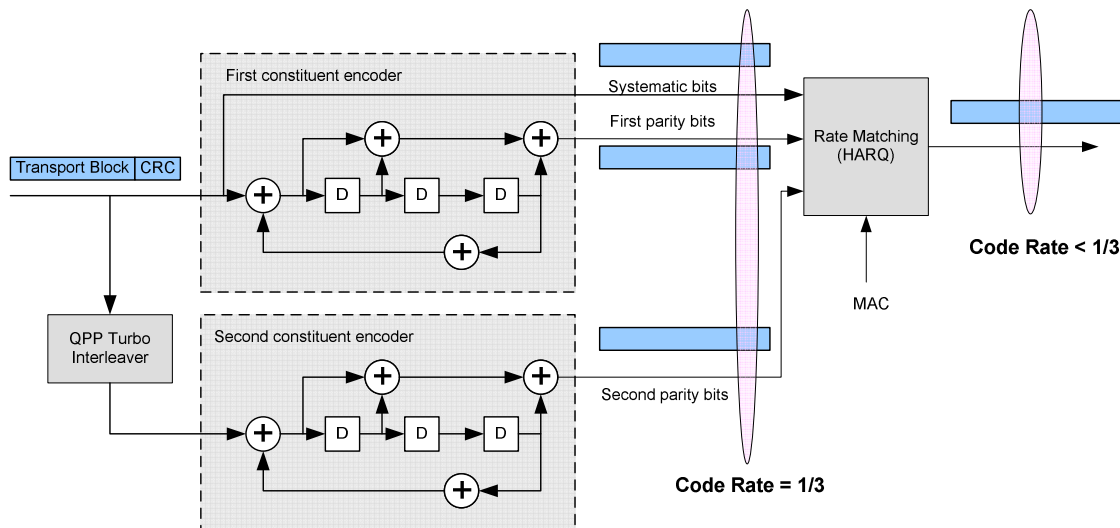 First constituent encoder
Systematic bits
First parity bits
Transport Block CRC
D D D
Rate Matching
(HARQ)
Code Rate < 1/3
MAC
QPP Turbo
Interleaver
Second constituent encoder
Second parity bits
D D D
Code Rate = 1/3